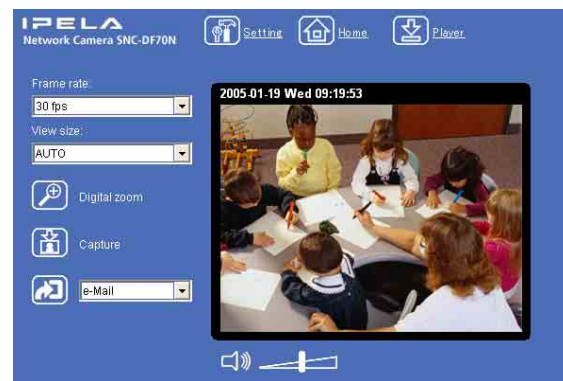 IPELA
Network Camera SNC-DF70N
Setting
Home
Player
Frame rate:
30 fps
View size:
AUTO
Digital zoom
Capture
e-Mail
2005-01-19 Wed 09:19:53